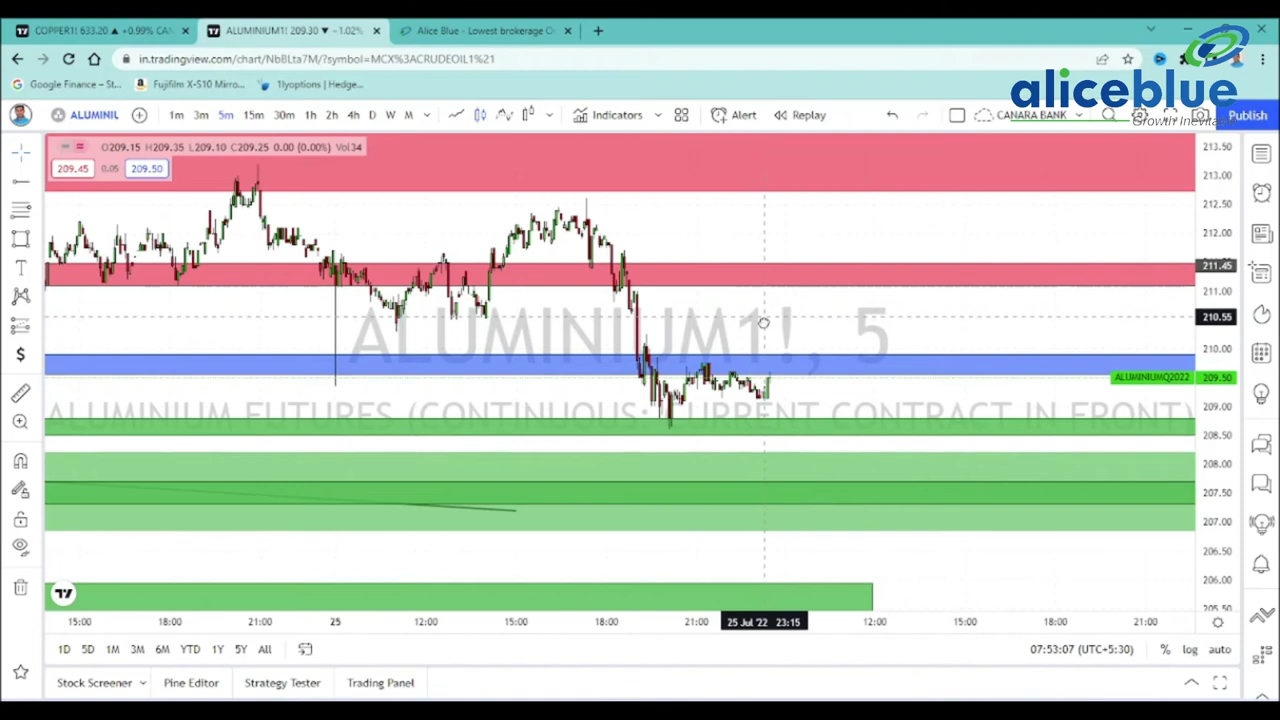 COPPER1! 633.20 ▲ +0.99% CAN
ALUMINIUM1! 209.30 ▼ −1.02%
Alice Blue - Lowest brokerage O
in.tradingview.com/chart/NbBLta7M/?symbol=MCX%3ACRUDEOIL1%21
Google Finance – St...
Fujifilm X-S10 Mirro...
1lyoptions | Hedge...
aliceblue
Growth Inevitable
ALUMINIU
1m 3m 5m 15m 30m 1h 2h 4h D W M
Indicators
Alert
Replay
CANARA BANK
Publish
O209.15 H209.35 L209.10 C209.25 0.00 (0.00%) Vol34
209.45 0.05 209.50
ALUMINIUM1!, 5
ALUMINIUM FUTURES (CONTINUOUS: CURRENT CONTRACT IN FRONT)
213.50
213.00
212.50
212.00
211.45
211.00
210.55
210.00
ALUMINIUMQ2022 209.50
209.00
208.50
208.00
207.50
207.00
206.50
206.00
205.50
15:00 18:00 21:00 25 12:00 15:00 18:00 21:00 25 Jul '22 23:15 12:00 15:00 18:00 21:00
1D 5D 1M 3M 6M YTD 1Y 5Y All
07:53:07 (UTC+5:30) % log auto
Stock Screener
Pine Editor
Strategy Tester
Trading Panel